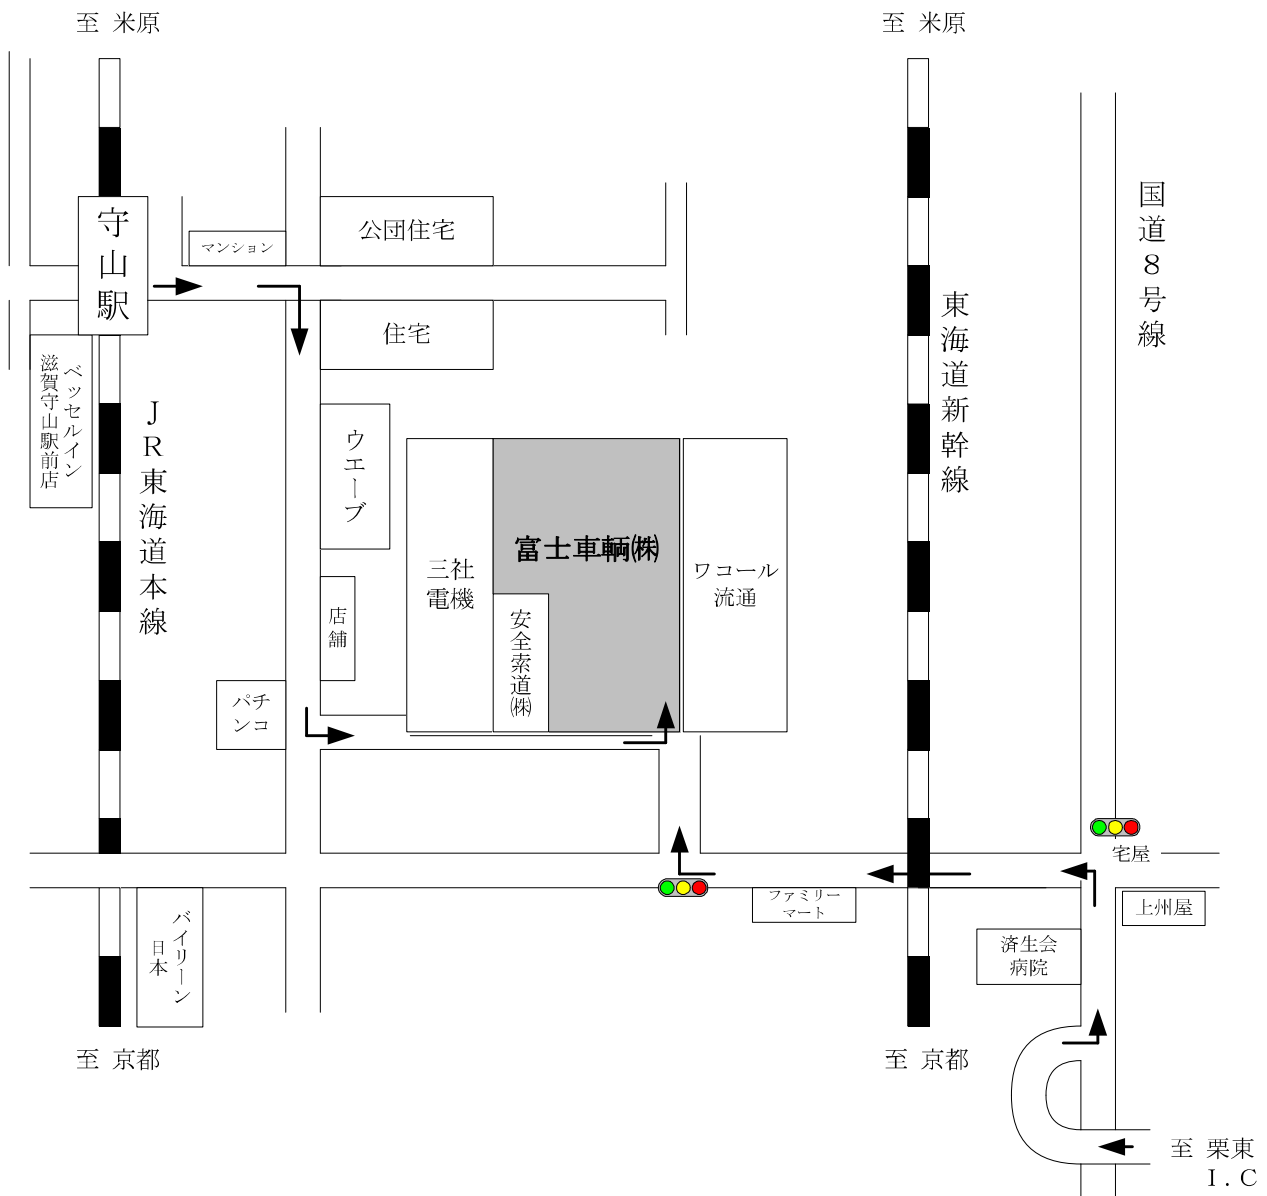 至 米原
至 米原
国道８号線
守山駅
マンション
公団住宅
住宅
東海道新幹線
ベッセルイン
滋賀守山駅前店
ＪＲ東海道本線
ウエーブ
富士車輌㈱
三社
電機
ワコール
流通
安全索道㈱
店舗
パチ
ンコ
宅屋
ファミリー
マート
上州屋
バイリーン
日本
済生会
病院
至 京都
至 京都
至 栗東
Ｉ．Ｃ